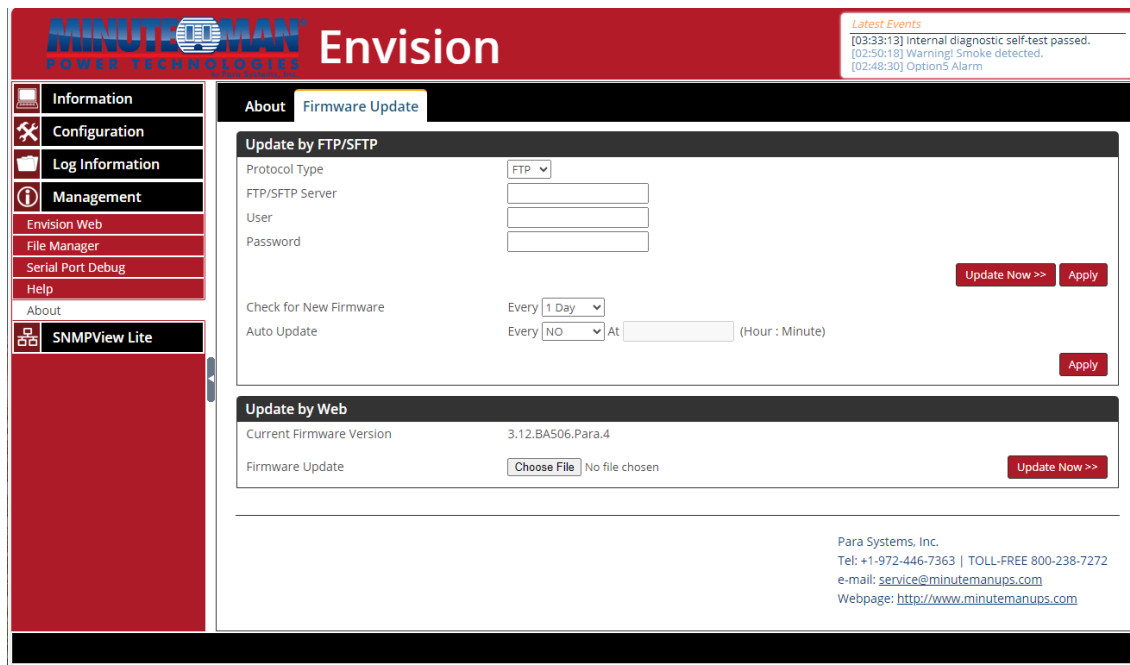 MINUTEMAN
POWER TECHNOLOGIES
by Para Systems, Inc.
Envision
Latest Events
[03:33:13] Internal diagnostic self-test passed.
[02:50:18] Warning! Smoke detected.
[02:48:30] Option5 Alarm
Information
Configuration
Log Information
Management
Envision Web
File Manager
Serial Port Debug
Help
About
SNMPView Lite
About Firmware Update
Update by FTP/SFTP
Protocol Type FTP
FTP/SFTP Server
User
Password
Update Now >> Apply
Check for New Firmware Every 1 Day
Auto Update Every NO At (Hour : Minute)
Apply
Update by Web
Current Firmware Version 3.12.BA506.Para.4
Firmware Update Choose File No file chosen Update Now >>
Para Systems, Inc.
Tel: +1-972-446-7363 | TOLL-FREE 800-238-7272
e-mail: service@minutemanups.com
Webpage: http://www.minutemanups.com